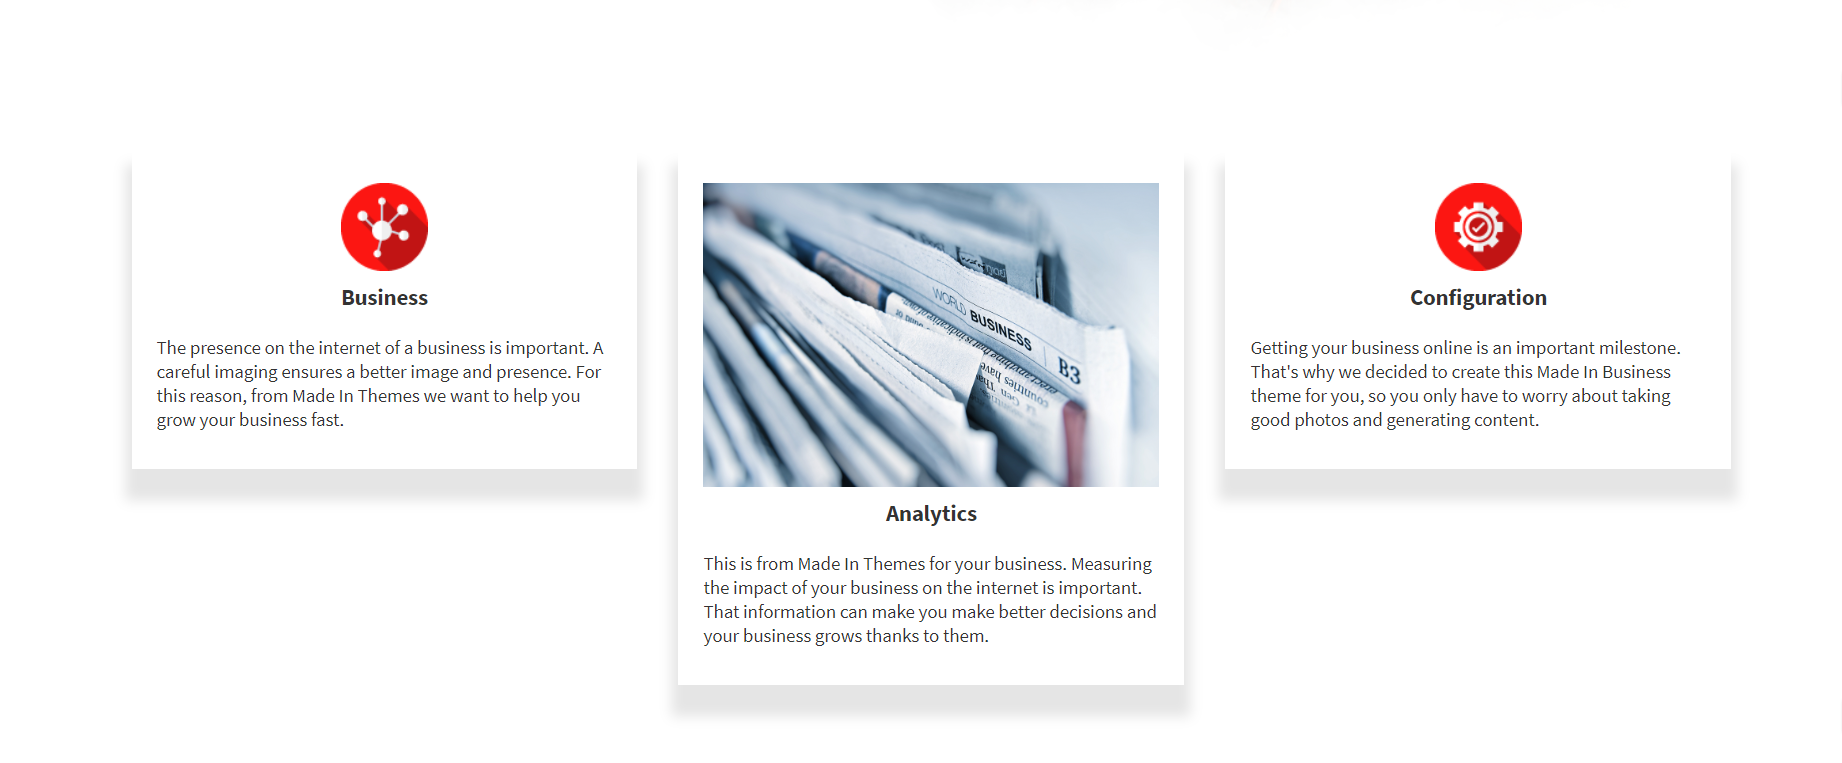 Business
The presence on the internet of a business is important. A
careful imaging ensures a better image and presence. For
this reason, from Made In Themes we want to help you
grow your business fast.
WORLD BUSINESS B3
countries have
Analytics
This is from Made In Themes for your business. Measuring
the impact of your business on the internet is important.
That information can make you make better decisions and
your business grows thanks to them.
Configuration
Getting your business online is an important milestone.
That's why we decided to create this Made In Business
theme for you, so you only have to worry about taking
good photos and generating content.